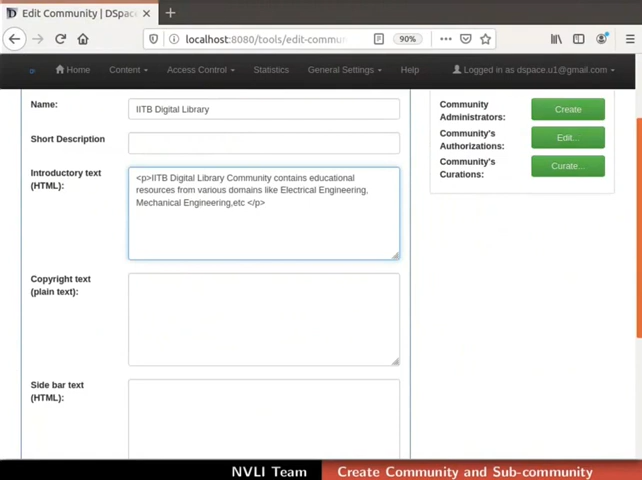 Edit Community | DSpace
localhost:8080/tools/edit-commu
90%
Home Content Access Control Statistics General Settings Help Logged in as dspace.u1@gmail.com
Name:
IITB Digital Library
Short Description
Introductory text
(HTML):
<p>IITB Digital Library Community contains educational
resources from various domains like Electrical Engineering,
Mechanical Engineering,etc </p>
Copyright text
(plain text):
Side bar text
(HTML):
Community
Administrators:
Create
Community's
Authorizations:
Edit...
Community's
Curations:
Curate...
NVLI Team Create Community and Sub-community